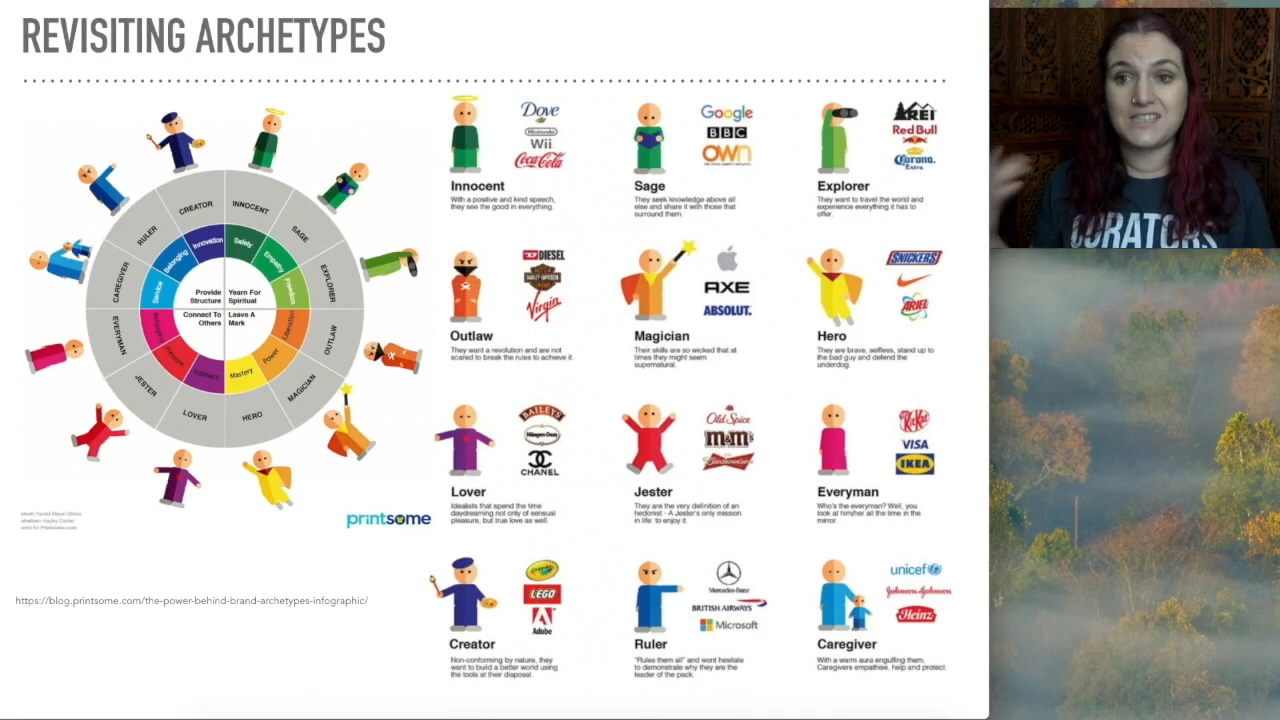 REVISITING ARCHETYPES
CREATOR
INNOCENT
RULER
SAGE
CAREGIVER
EXPLORER
EVERYMAN
OUTLAW
JESTER
MAGICIAN
LOVER
HERO
Innovation
Safety
Belonging
Empathy
Service
Freedom
Belonging
Liberation
Pleasure
Power
Intimacy
Mastery
Provide
Structure
Yearn For
Spiritual
Connect To
Others
Leave A
Mark
printsome
https://blog.printsome.com/the-power-behind-brand-archetypes-infographic/
Dove
Nintendo
Wii
Coca-Cola
Innocent
With a positive and kind speech,
they see the good in everything.
Google
BBC
OWN
Sage
They seek knowledge above all
else and share it with those that
surround them.
REI
Red Bull
Corona
Extra
Explorer
They want to travel the world and
experience everything it has to
offer.
DIESEL
HARLEY-DAVIDSON
Virgin
Outlaw
They want a revolution and are not
scared to break the rules to achieve it.
AXE
ABSOLUT.
Magician
Their skills are so wicked that at
times they might seem
supernatural.
SNICKERS
ARIEL
Hero
They are brave, selfless, stand up to
the bad guy and defend the
underdog.
BAILEYS
Häagen-Dazs
CHANEL
Lover
Idealists that spend the time
daydreaming not only of sensual
pleasure, but true love as well.
Old Spice
m&m's
Budweiser
Jester
They are the very definition of an
hedonist - A Jester's only mission
in life: to enjoy it.
KitKat
VISA
IKEA
Everyman
Who's the everyman? Well, you
look at him/her all the time in the
mirror.
Crayola
LEGO
Adobe
Creator
Non-conforming by nature, they
want to build a better world using
the tools at their disposal.
Mercedes-Benz
BRITISH AIRWAYS
Microsoft
Ruler
"Rules them all" and wont hesitate
to demonstrate why they are the
leader of the pack.
unicef
Johnson&Johnson
Heinz
Caregiver
With a warm aura engulfing them,
Caregivers empathise, help and protect.
CURATORS